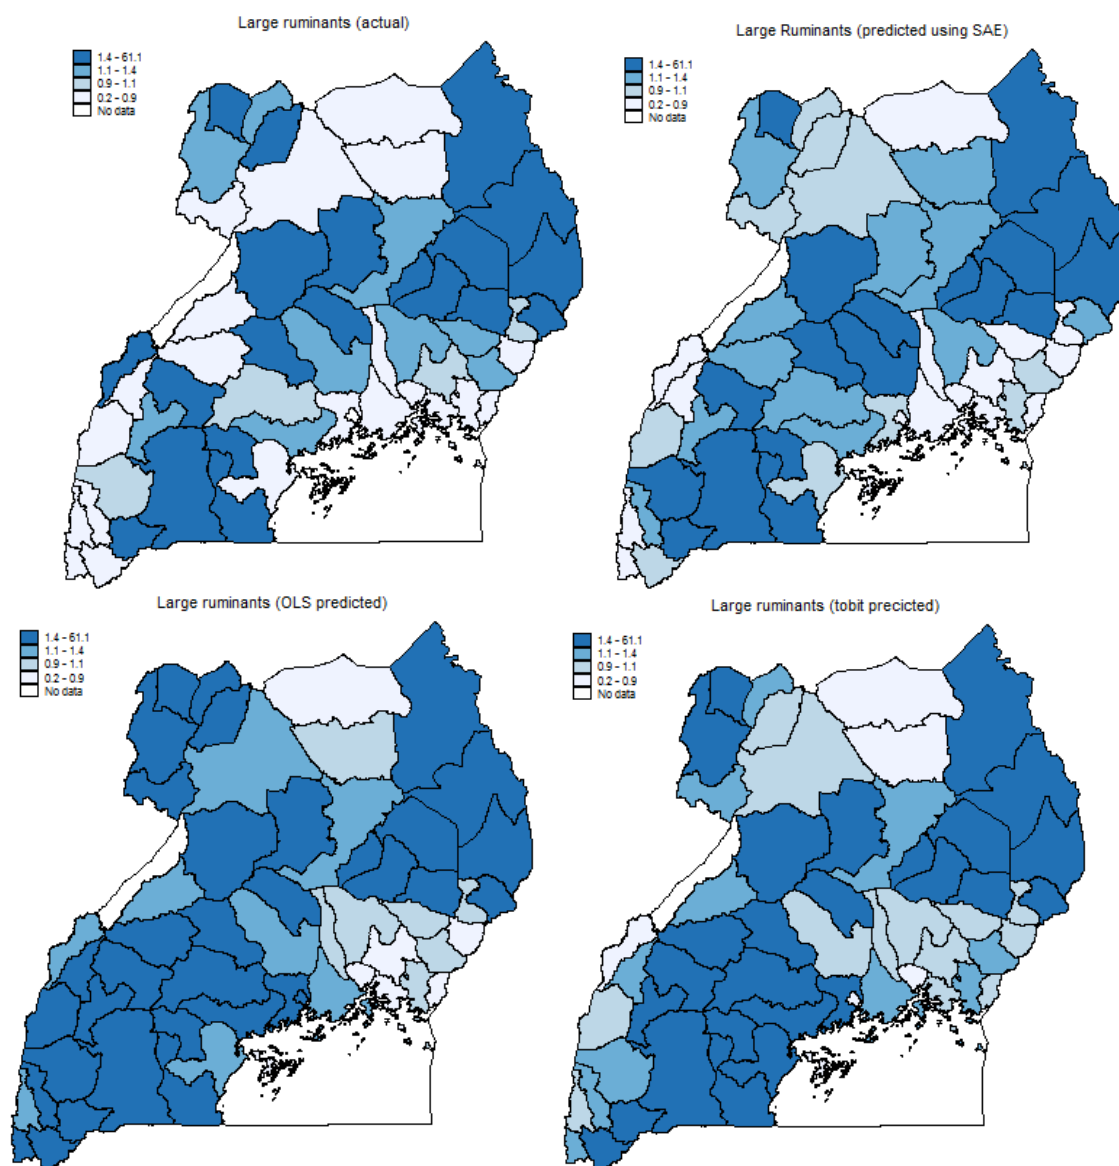 Large ruminants (actual)
1.4 - 61.1
1.1 - 1.4
0.9 - 1.1
0.2 - 0.9
No data
Large Ruminants (predicted using SAE)
1.4 - 61.1
1.1 - 1.4
0.9 - 1.1
0.2 - 0.9
No data
Large ruminants (OLS predicted)
1.4 - 61.1
1.1 - 1.4
0.9 - 1.1
0.2 - 0.9
No data
Large ruminants (tobit precicted)
1.4 - 61.1
1.1 - 1.4
0.9 - 1.1
0.2 - 0.9
No data